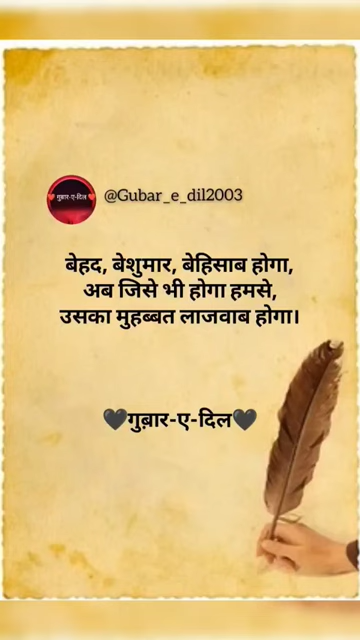 ❤️ गुबार-ए-दिल ❤️
@Gubar_e_dil2003
बेहद, बेशुमार, बेहिसाब होगा,
अब जिसे भी होगा हमसे,
उसका मुहब्बत लाजवाब होगा।
🖤गुब़ार-ए-दिल🖤